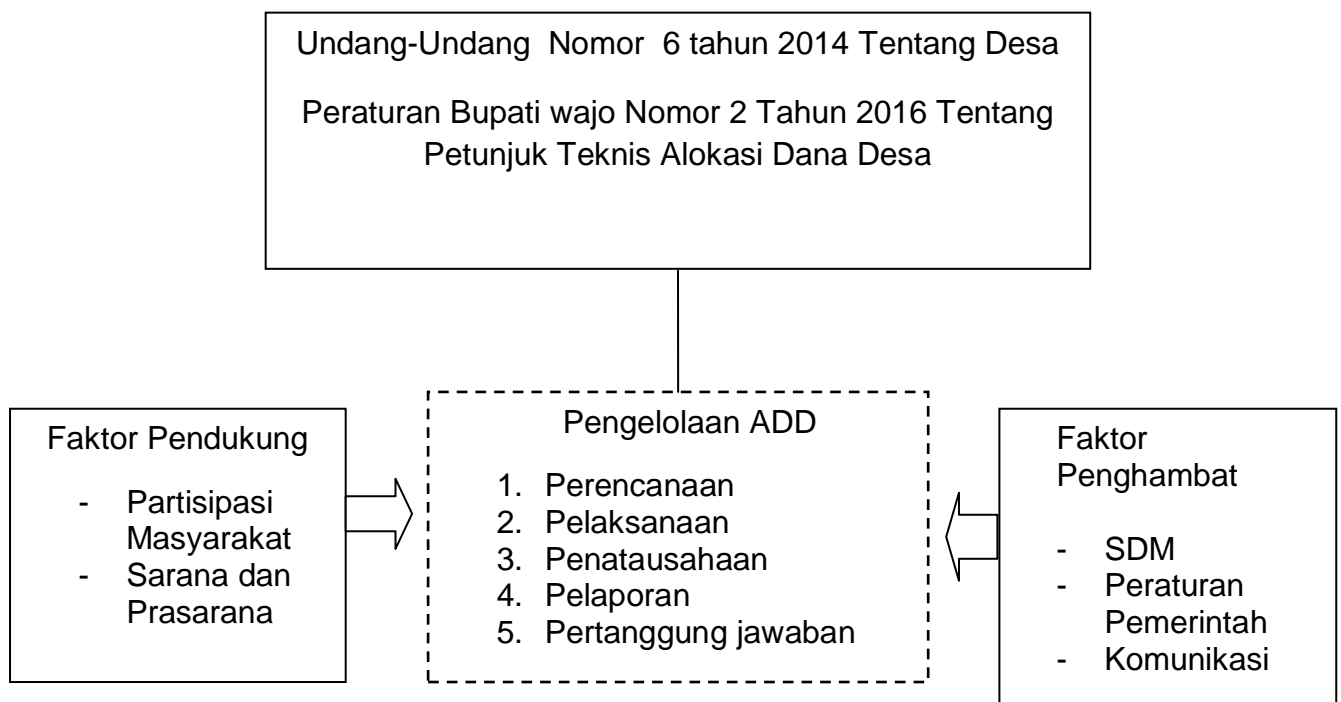 Undang-Undang Nomor 6 tahun 2014 Tentang Desa
Peraturan Bupati wajo Nomor 2 Tahun 2016 Tentang
Petunjuk Teknis Alokasi Dana Desa
Faktor Pendukung
- Partisipasi
Masyarakat
- Sarana dan
Prasarana
Pengelolaan ADD
1. Perencanaan
2. Pelaksanaan
3. Penatausahaan
4. Pelaporan
5. Pertanggung jawaban
Faktor
Penghambat
- SDM
- Peraturan
Pemerintah
- Komunikasi